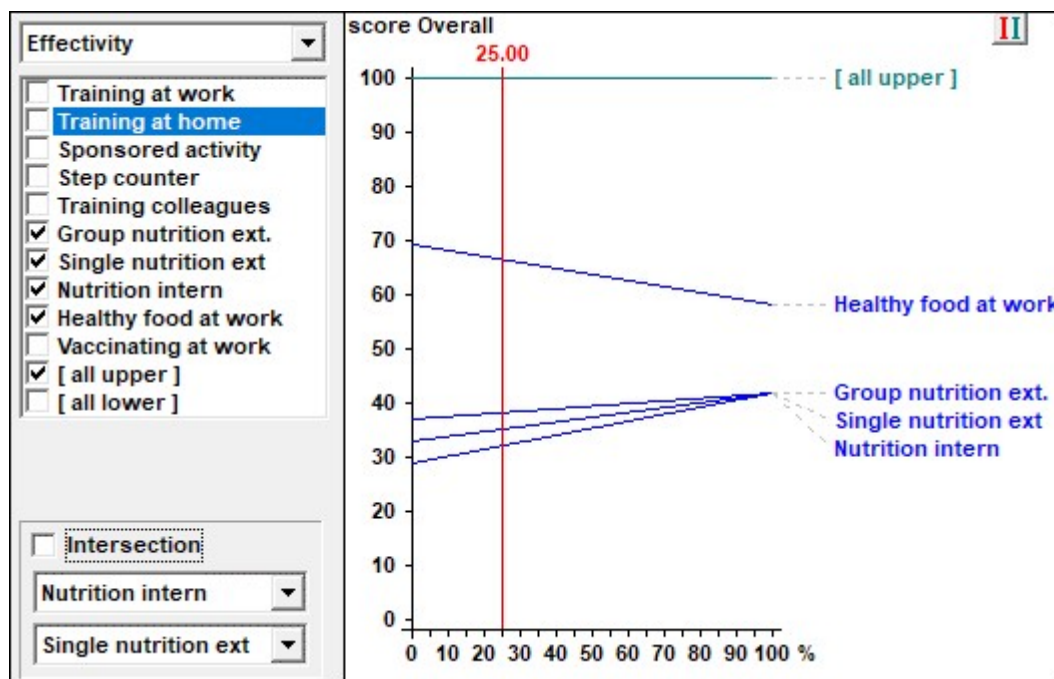 Effectivity
Training at work
Training at home
Sponsored activity
Step counter
Training colleagues
Group nutrition ext.
Single nutrition ext
Nutrition intern
Healthy food at work
Vaccinating at work
[ all upper ]
[ all lower ]
Intersection
Nutrition intern
Single nutrition ext
score Overall
II
25.00
100
90
80
70
60
50
40
30
20
10
0
0 10 20 30 40 50 60 70 80 90 100 %
[ all upper ]
Healthy food at work
Group nutrition ext.
Single nutrition ext
Nutrition intern